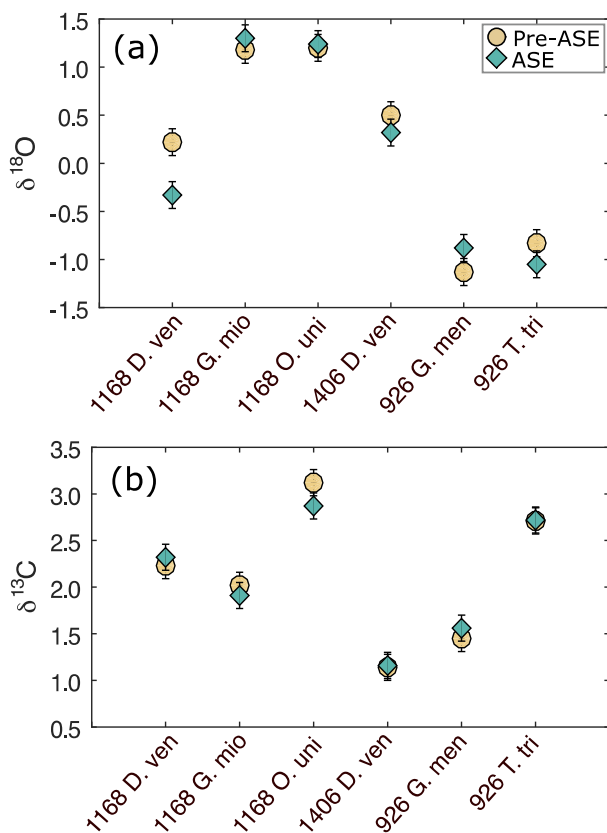 (a)
Pre-ASE
ASE
δ18O
1.5
1.0
0.5
0.0
-0.5
-1.0
-1.5
1168 D. ven
1168 G. mio
1168 O. uni
1406 D. ven
926 G. men
926 T. tri
(b)
δ13C
3.5
3.0
2.5
2.0
1.5
1.0
0.5
1168 D. ven
1168 G. mio
1168 O. uni
1406 D. ven
926 G. men
926 T. tri